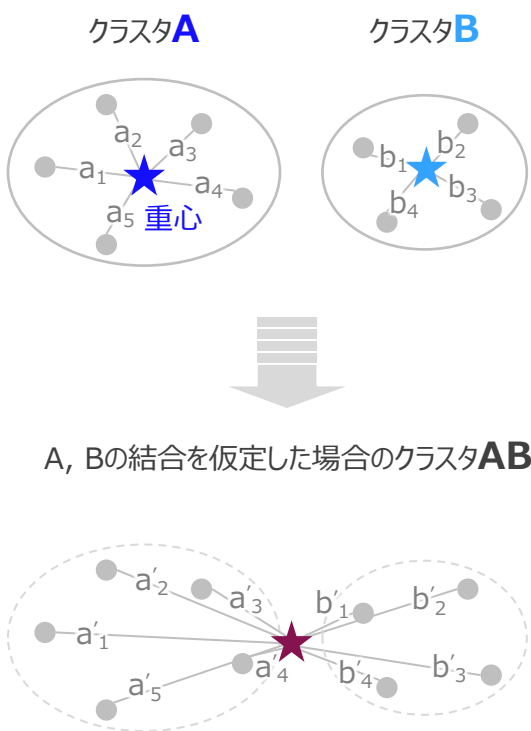 クラスタA
クラスタB
a₂
a₃
a₁
a₄
a₅
重心
b₂
b₁
b₃
b₄
A, Bの結合を仮定した場合のクラスタAB
a′₂
a′₃
a′₁
a′₄
a′₅
b′₁
b′₂
b′₃
b′₄